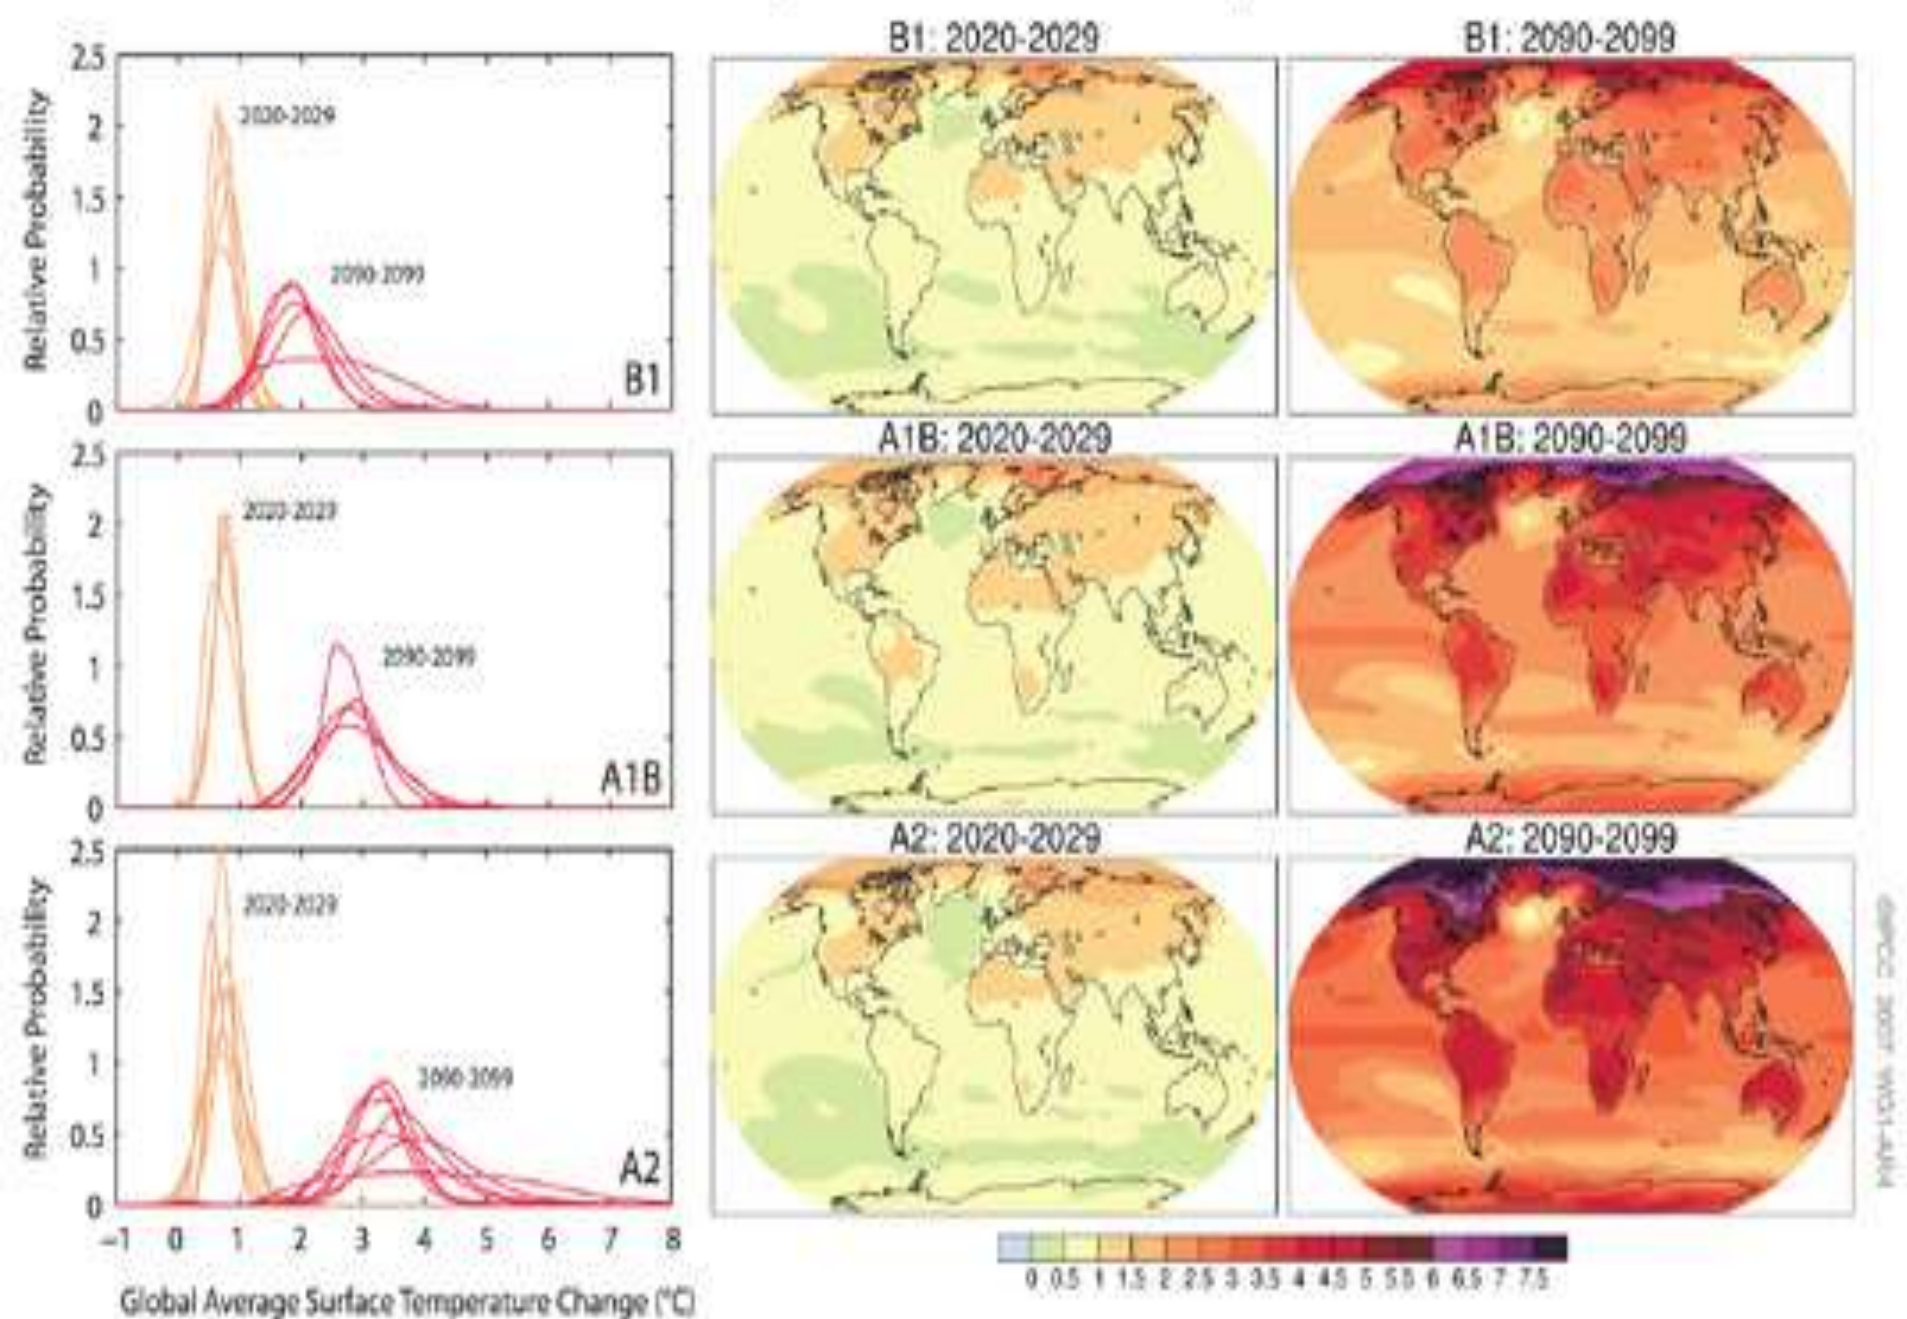 B1: 2020-2029
B1: 2090-2099
2.5
2
1.5
1
0.5
0
Relative Probability
2020-2029
2090-2099
B1
A1B: 2020-2029
A1B: 2090-2099
2.5
2
1.5
1
0.5
0
Relative Probability
2020-2029
2090-2099
A1B
A2: 2020-2029
A2: 2090-2099
2.5
2
1.5
1
0.5
0
Relative Probability
2020-2029
2090-2099
A2
-1 0 1 2 3 4 5 6 7 8
Global Average Surface Temperature Change (°C)
0 0.5 1 1.5 2 2.5 3 3.5 4 4.5 5 5.5 6 6.5 7 7.5
©IPCC 2007: WG1-AR4